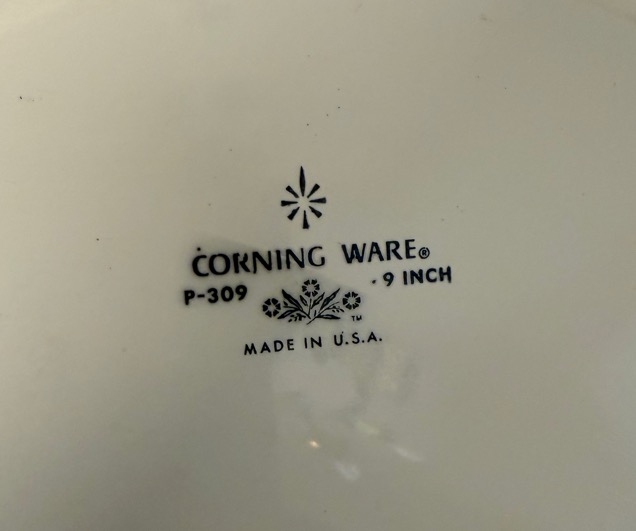 CORNING WARE®
P-309 9 INCH
TM
MADE IN U.S.A.